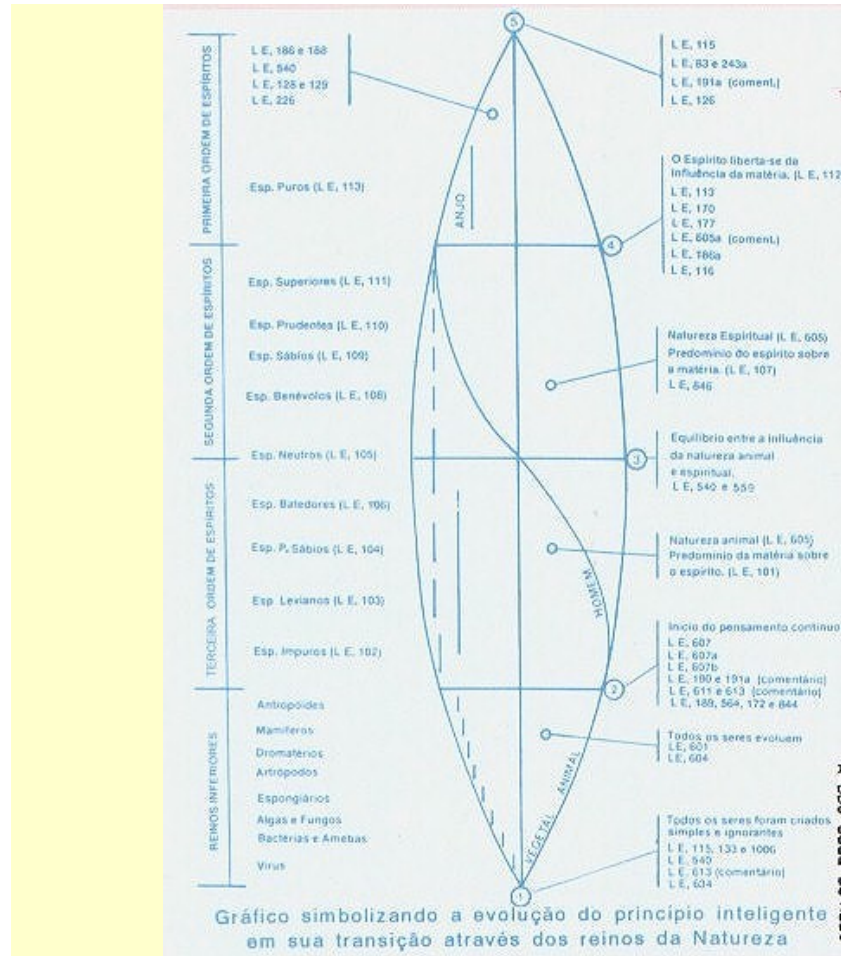 5
PRIMEIRA ORDEM DE ESPÍRITOS
L E, 186 e 188
L E, 540
L E, 128 e 129
L E, 226
L E, 115
L E, 83 e 243a
L E, 191a (coment.)
L E, 126
Esp. Puros (L E, 113)
ANJO
O Espírito liberta-se da
influência da matéria. (L E, 112
L E, 113
L E, 170
L E, 177
L E, 605a (coment.)
L E, 186a
L E, 116
4
SEGUNDA ORDEM DE ESPÍRITOS
Esp. Superiores (L E, 111)
Esp. Prudentes (L E, 110)
Esp. Sábios (L E, 109)
Esp. Benévolos (L E, 108)
Esp. Neutros (L E, 105)
Natureza Espiritual (L E, 605)
Predomínio do espírito sobre
a matéria. (L E, 107)
L E, 846
Equilíbrio entre a influência
da natureza animal
e espiritual.
L E, 540 e 559
3
TERCEIRA ORDEM DE ESPÍRITOS
Esp. Batedores (L E, 106)
Esp. P. Sábios (L E, 104)
Esp. Levianos (L E, 103)
Esp. Impuros (L E, 102)
Natureza animal (L E, 605)
Predomínio da matéria sobre
o espírito. (L E, 101)
HOMEM
Início do pensamento contínuo
L E, 607
L E, 607a
L E, 607b
L E, 190 e 191a (comentário)
L E, 611 e 613 (comentário)
L E, 189, 564, 172 e 844
2
REINOS INFERIORES
Antropóides
Mamíferos
Dromatérios
Artrópodos
Espongiários
Algas e Fungos
Bactérias e Amebas
Vírus
Todos os seres evoluem
L E, 601
L E, 604
VEGETAL ANIMAL
Todos os seres foram criados
simples e ignorantes
L E, 115, 133 e 1006
L E, 540
L E, 613 (comentário)
L E, 634
1
Gráfico simbolizando a evolução do princípio inteligente
em sua transição através dos reinos da Natureza